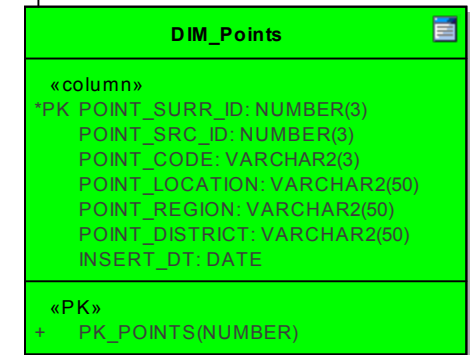 DIM_Points
«column»
*PK POINT_SURR_ID: NUMBER(3)
POINT_SRC_ID: NUMBER(3)
POINT_CODE: VARCHAR2(3)
POINT_LOCATION: VARCHAR2(50)
POINT_REGION: VARCHAR2(50)
POINT_DISTRICT: VARCHAR2(50)
INSERT_DT: DATE
«PK»
+ PK_POINTS(NUMBER)